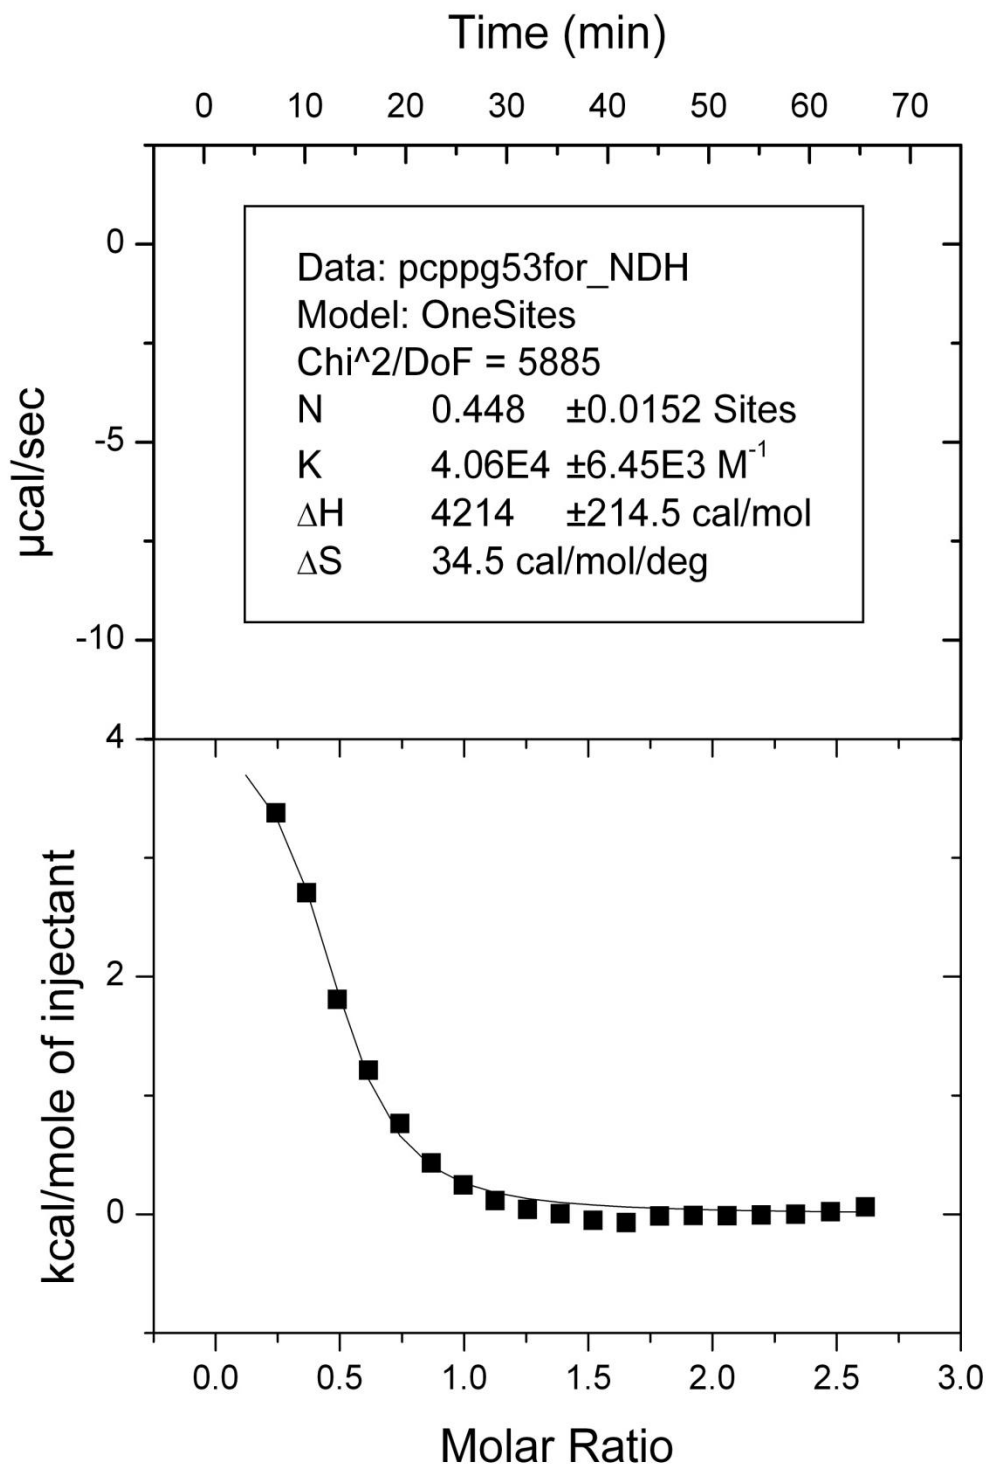 Time (min)
0 10 20 30 40 50 60 70
0
-5
-10
µcal/sec
Data: pcppg53for_NDH
Model: OneSites
Chi^2/DoF = 5885
N 0.448 ±0.0152 Sites
K 4.06E4 ±6.45E3 M⁻¹
ΔH 4214 ±214.5 cal/mol
ΔS 34.5 cal/mol/deg
4
2
0
kcal/mole of injectant
0.0 0.5 1.0 1.5 2.0 2.5 3.0
Molar Ratio